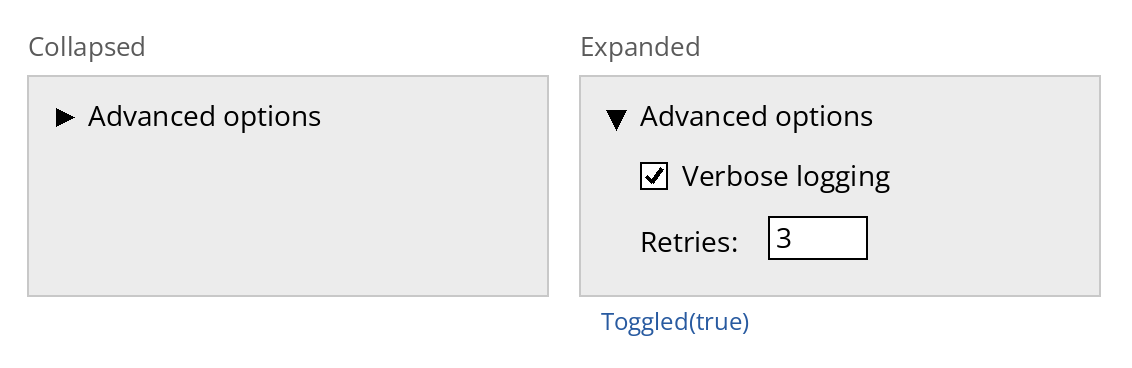 Collapsed
Advanced options
Expanded
Advanced options
Verbose logging
Retries: 3
Toggled(true)